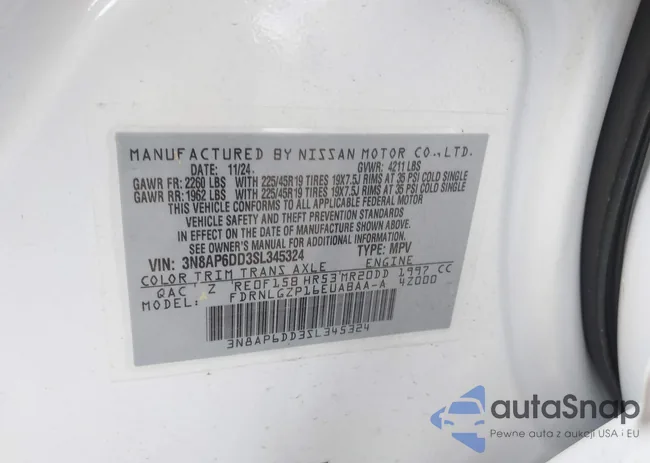 MANUFACTURED BY NISSAN MOTOR CO., LTD.
DATE: 11/24. GVWR: 4211 LBS
GAWR FR: 2260 LBS WITH 225/45R19 TIRES 19X7.5J RIMS AT 35 PSI COLD SINGLE
GAWR RR: 1962 LBS WITH 225/45R19 TIRES 19X7.5J RIMS AT 35 PSI COLD SINGLE
THIS VEHICLE CONFORMS TO ALL APPLICABLE FEDERAL MOTOR
VEHICLE SAFETY AND THEFT PREVENTION STANDARDS
IN EFFECT ON THE DATE OF MANUFACTURE SHOWN ABOVE.
SEE OWNER'S MANUAL FOR ADDITIONAL INFORMATION.
VIN: 3N8AP6DD3SL345324 TYPE: MPV
COLOR TRIM TRANS AXLE ENGINE
QAC Z RE0F15B HR53 MR20DD 1997 CC
MODEL: FDRNLGZP16EUA8AA-A 4Z000
3N8AP6DD3SL345324
autaSnap
Pewne auta z aukcji USA i EU